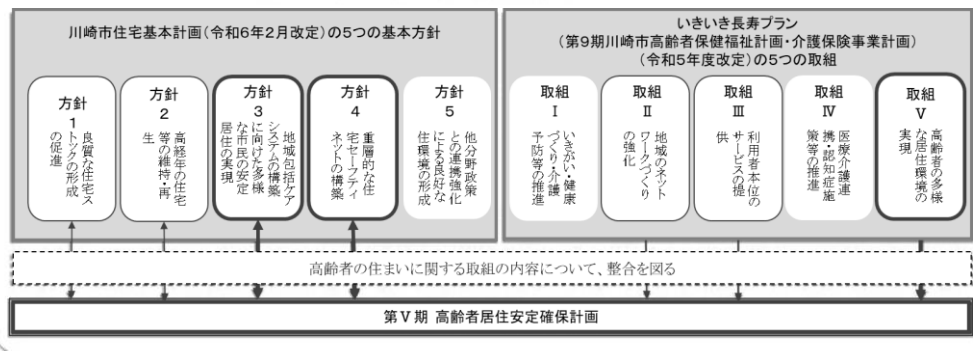 川崎市住宅基本計画(令和6年2月改定)の5つの基本方針
方針
1
良質な住宅ス
トックの形成
の促進
方針
2
高経年の住宅
等の維持・再
生
方針
3
地域包括ケア
システムの構築
に向けた多様
な市民の安定
居住の実現
方針
4
重層的な住
宅セーフティ
ネットの構築
方針
5
他分野政策
との連携強化
による良好な
住環境の形成
いきいき長寿プラン
(第9期川崎市高齢者保健福祉計画・介護保険事業計画)
(令和5年度改定)の5つの取組
取組
Ⅰ
いきがい・健康
づくり・介護
予防等の推進
取組
Ⅱ
地域のネット
ワークづくり
の強化
取組
Ⅲ
利用者本位の
サービスの提
供
取組
Ⅳ
医療介護連
携・認知症施
策等の推進
取組
Ⅴ
高齢者の多様
な居住環境の
実現
高齢者の住まいに関する取組の内容について、整合を図る
第Ⅴ期 高齢者居住安定確保計画